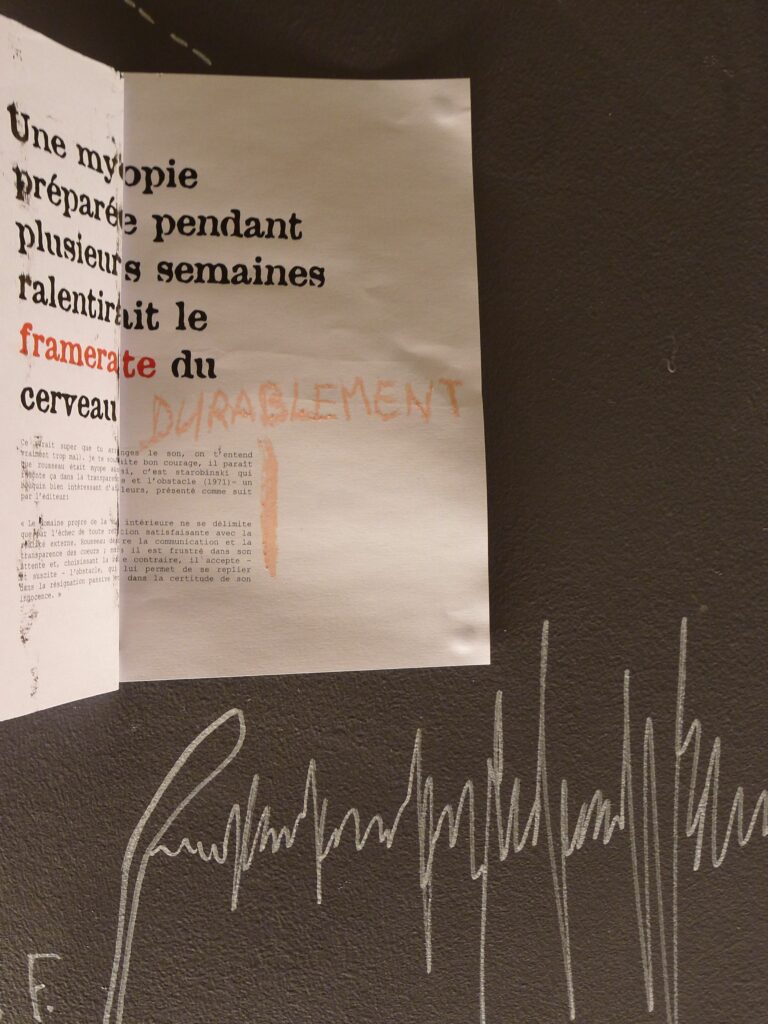 Une myopie
préparée pendant
plusieurs semaines
ralentirait le
framerate du
cerveau DURABLEMENT
Ce serait super que tu arranges le son, on t'entend
vraiment trop mal). je te souhaite bon courage, il paraît
que rousseau était myope aussi, c'est starobinski qui
raconte ça dans la transparence et l'obstacle (1971)- un
bouquin bien intéressant d'ailleurs, présenté comme suit
par l'éditeur:
« Le domaine propre de la vie intérieure ne se délimite
que par l'échec de toute relation satisfaisante avec la
réalité externe. Rousseau désire la communication et la
transparence des coeurs ; mais il est frustré dans son
attente et, choisissant la voie contraire, il accepte -
et suscite - l'obstacle, qui lui permet de se replier
dans la résignation passive et dans la certitude de son
innocence. »
F.